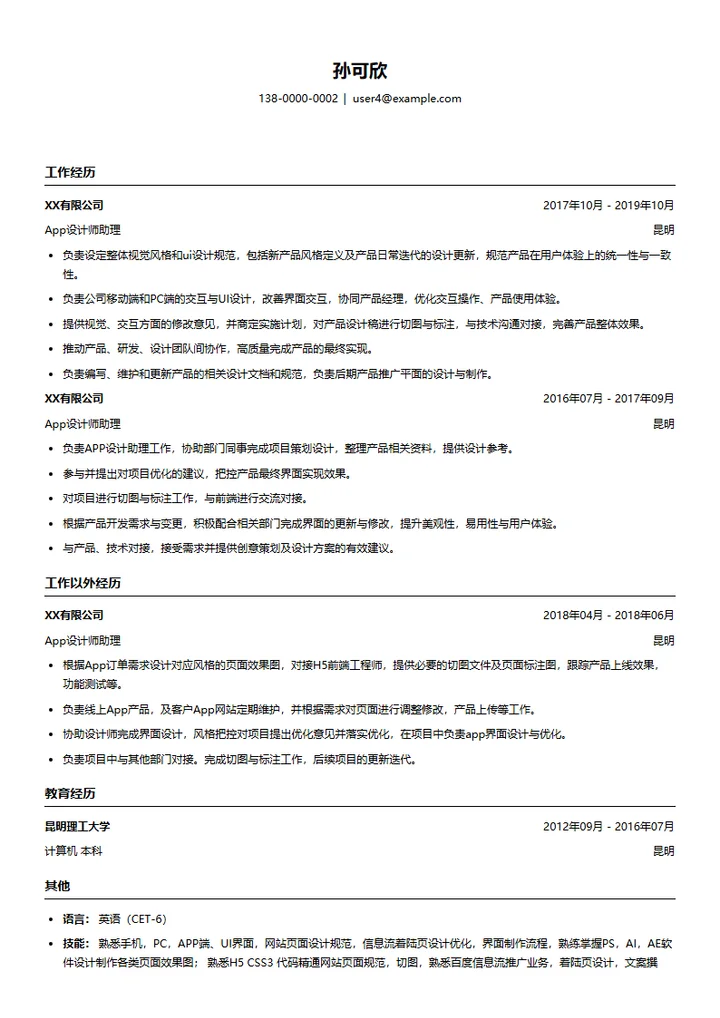 孙可欣
138-0000-0002 | user4@example.com
工作经历
XX有限公司 2017年10月 - 2019年10月
App设计师助理 昆明
• 负责设定整体视觉风格和ui设计规范，包括新产品风格定义及产品日常迭代的设计更新，规范产品在用户体验上的统一性与一致
性。
• 负责公司移动端和PC端的交互与UI设计，改善界面交互，协同产品经理，优化交互操作、产品使用体验。
• 提供视觉、交互方面的修改意见，并商定实施计划，对产品设计稿进行切图与标注，与技术沟通对接，完善产品整体效果。
• 推动产品、研发、设计团队间协作，高质量完成产品的最终实现。
• 负责编写、维护和更新产品的相关设计文档和规范，负责后期产品推广平面的设计与制作。
XX有限公司 2016年07月 - 2017年09月
App设计师助理 昆明
• 负责APP设计助理工作，协助部门同事完成项目策划设计，整理产品相关资料，提供设计参考。
• 参与并提出对项目优化的建议，把控产品最终界面实现效果。
• 对项目进行切图与标注工作，与前端进行交流对接。
• 根据产品开发需求与变更，积极配合相关部门完成界面的更新与修改，提升美观性，易用性与用户体验。
• 与产品、技术对接，接受需求并提供创意策划及设计方案的有效建议。
工作以外经历
XX有限公司 2018年04月 - 2018年06月
App设计师助理 昆明
• 根据App订单需求设计对应风格的页面效果图，对接H5前端工程师，提供必要的切图文件及页面标注图，跟踪产品上线效果，
功能测试等。
• 负责线上App产品，及客户App网站定期维护，并根据需求对页面进行调整修改，产品上传等工作。
• 协助设计师完成界面设计，风格把控对项目提出优化意见并落实优化，在项目中负责app界面设计与优化。
• 负责项目中与其他部门对接。完成切图与标注工作，后续项目的更新迭代。
教育经历
昆明理工大学 2012年09月 - 2016年07月
计算机 本科 昆明
其他
• 语言： 英语（CET-6）
• 技能： 熟悉手机，PC，APP端、UI界面，网站页面设计规范，信息流着陆页设计优化，界面制作流程，熟练掌握PS，AI，AE软
件设计制作各类页面效果图； 熟悉H5 CSS3 代码精通网站页面规范，切图，熟悉百度信息流推广业务，着陆页设计，文案撰